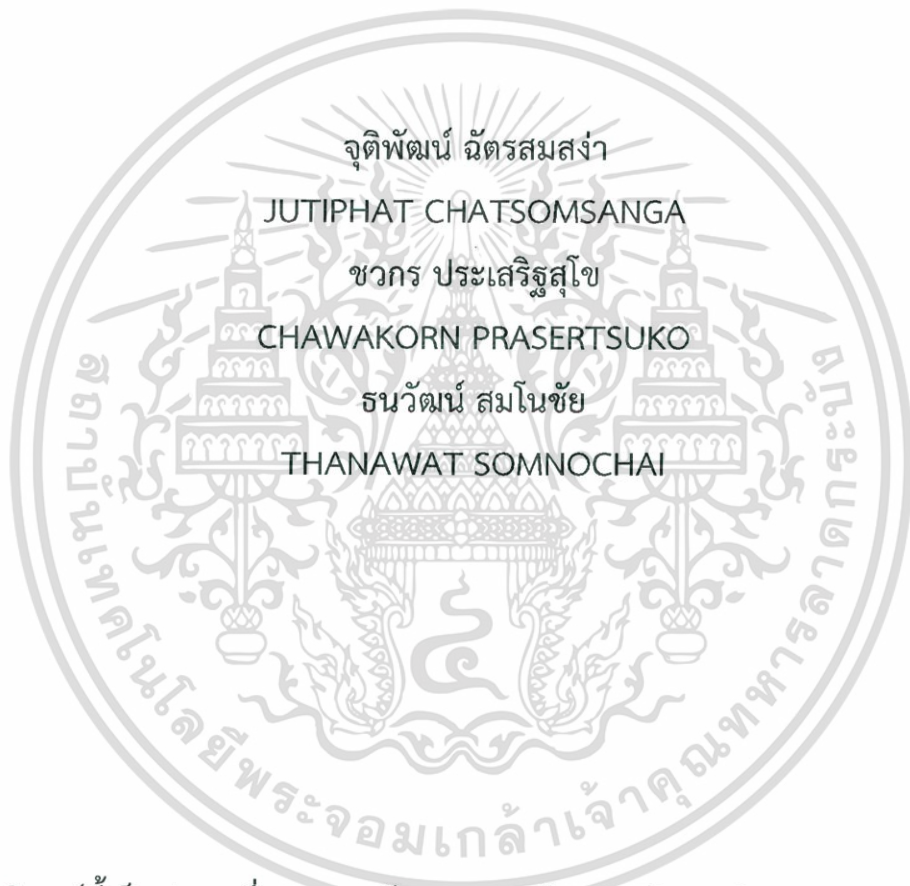 จุติพัฒน์ ฉัตรสมสง่า
JUTIPHAT CHATSOMSANGA
ชวกร ประเสริฐสุโข
CHAWAKORN PRASERTSUKO
ธนวัฒน์ สมโนชัย
THANAWAT SOMNOCHAI
สถาบันเทคโนโลยีพระจอมเกล้าเจ้าคุณทหารลาดกระบัง